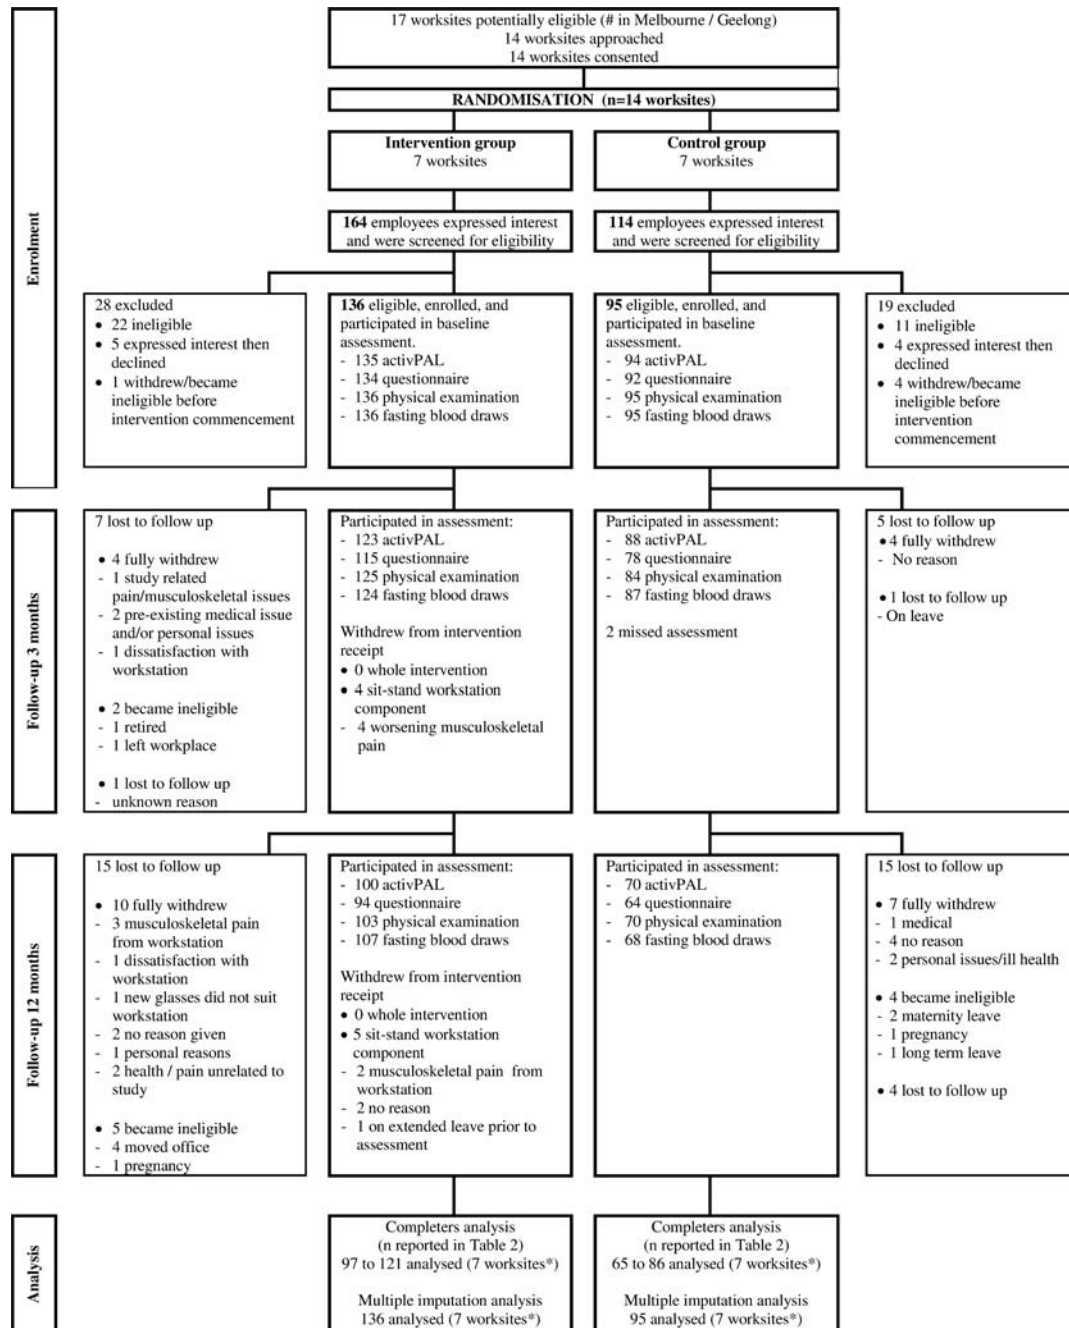 17 worksites potentially eligible (# in Melbourne / Geelong)
14 worksites approached
14 worksites consented
RANDOMISATION (n=14 worksites)
Intervention group
7 worksites
Control group
7 worksites
Enrolment
164 employees expressed interest
and were screened for eligibility
114 employees expressed interest
and were screened for eligibility
28 excluded
• 22 ineligible
• 5 expressed interest then
declined
• 1 withdrew/became
ineligible before
intervention commencement
136 eligible, enrolled, and
participated in baseline
assessment.
- 135 activPAL
- 134 questionnaire
- 136 physical examination
- 136 fasting blood draws
95 eligible, enrolled, and
participated in baseline
assessment.
- 94 activPAL
- 92 questionnaire
- 95 physical examination
- 95 fasting blood draws
19 excluded
• 11 ineligible
• 4 expressed interest then
declined
• 4 withdrew/became
ineligible before
intervention
commencement
Follow-up 3 months
7 lost to follow up
• 4 fully withdrew
- 1 study related
pain/musculoskeletal issues
- 2 pre-existing medical issue
and/or personal issues
- 1 dissatisfaction with
workstation
• 2 became ineligible
- 1 retired
- 1 left workplace
• 1 lost to follow up
- unknown reason
Participated in assessment:
- 123 activPAL
- 115 questionnaire
- 125 physical examination
- 124 fasting blood draws
Withdrew from intervention
receipt
• 0 whole intervention
• 4 sit-stand workstation
component
- 4 worsening musculoskeletal
pain
Participated in assessment:
- 88 activPAL
- 78 questionnaire
- 84 physical examination
- 87 fasting blood draws
2 missed assessment
5 lost to follow up
• 4 fully withdrew
- No reason
• 1 lost to follow up
- On leave
Follow-up 12 months
15 lost to follow up
• 10 fully withdrew
- 3 musculoskeletal pain
from workstation
- 1 dissatisfaction with
workstation
- 1 new glasses did not suit
workstation
- 2 no reason given
- 1 personal reasons
- 2 health / pain unrelated to
study
• 5 became ineligible
- 4 moved office
- 1 pregnancy
Participated in assessment:
- 100 activPAL
- 94 questionnaire
- 103 physical examination
- 107 fasting blood draws
Withdrew from intervention
receipt
• 0 whole intervention
• 5 sit-stand workstation
component
- 2 musculoskeletal pain from
workstation
- 2 no reason
- 1 on extended leave prior to
assessment
Participated in assessment:
- 70 activPAL
- 64 questionnaire
- 70 physical examination
- 68 fasting blood draws
15 lost to follow up
• 7 fully withdrew
- 1 medical
- 4 no reason
- 2 personal issues/ill health
• 4 became ineligible
- 2 maternity leave
- 1 pregnancy
- 1 long term leave
• 4 lost to follow up
Analysis
Completers analysis
(n reported in Table 2)
97 to 121 analysed (7 worksites*)
Multiple imputation analysis
136 analysed (7 worksites*)
Completers analysis
(n reported in Table 2)
65 to 86 analysed (7 worksites*)
Multiple imputation analysis
95 analysed (7 worksites*)